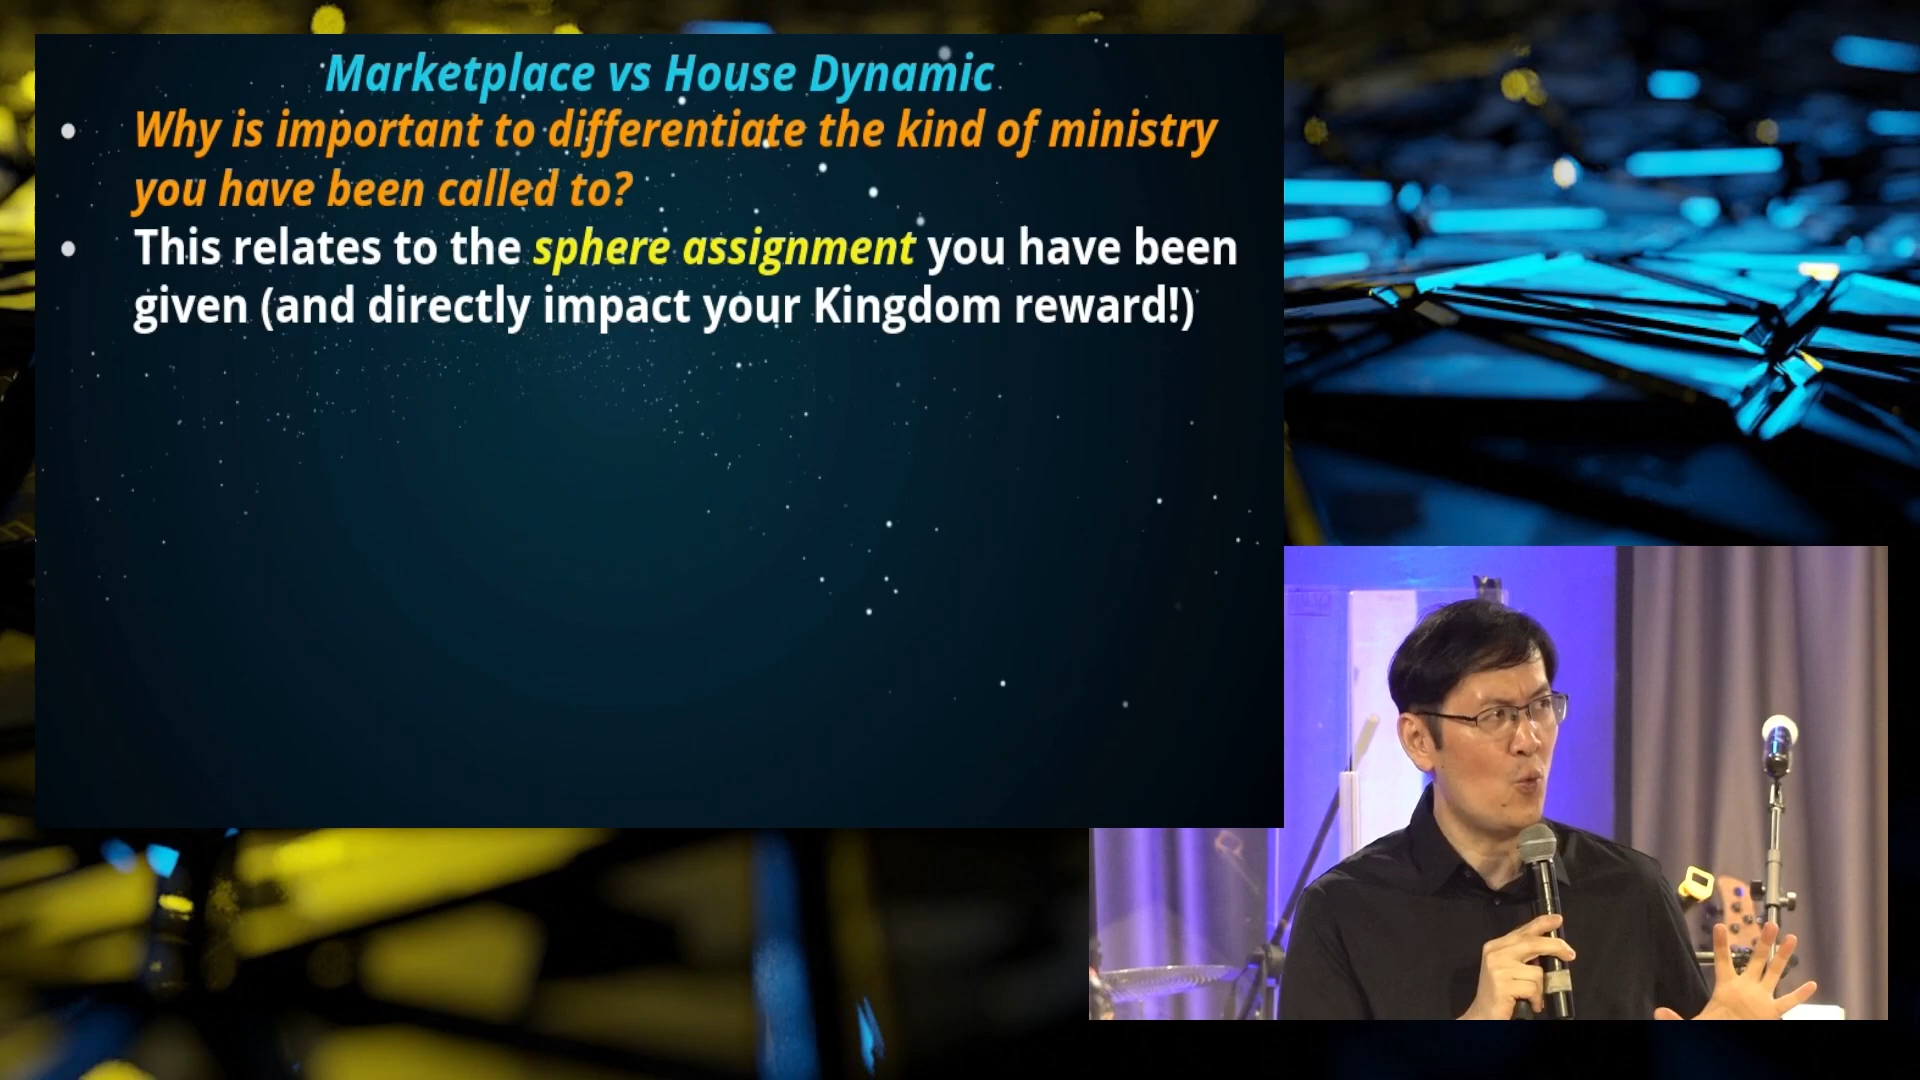 Marketplace vs House Dynamic
• Why is important to differentiate the kind of ministry
you have been called to?
• This relates to the sphere assignment you have been
given (and directly impact your Kingdom reward!)